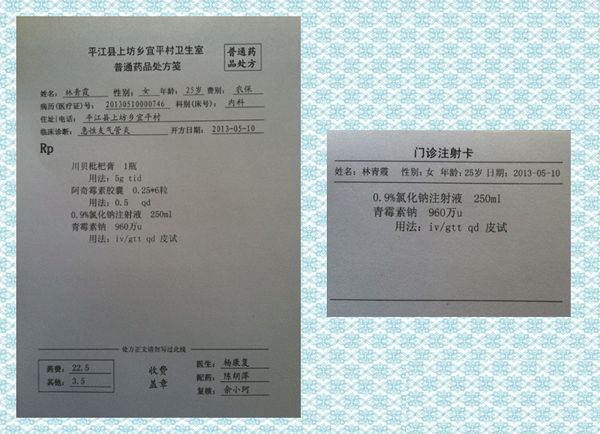 平江县上坊乡宜平村卫生室
普通药品处方笺
普通药
品处方
姓名：林青霞 性别：女 年龄：25岁 费别：农保
病历(医疗证)号：20130510000746 科别(床号)：内科
住址/电话：平江县上坊乡宜平村
临床诊断：急性支气管炎 开方日期：2013-05-10
Rp
川贝枇杷膏 1瓶
用法：5g tid
阿奇霉素胶囊 0.25*6粒
用法：0.5 qd
0.9%氯化钠注射液 250ml
青霉素钠 960万u
用法：iv/gtt qd 皮试
处方正文请勿写过此线
药费：22.5
其他：3.5
收费
盖章
医生：杨康复
配药：陈胡萍
复核：余小阿
门诊注射卡
姓名：林青霞 性别：女 年龄：25岁 日期：2013-05-10
0.9%氯化钠注射液 250ml
青霉素钠 960万u
用法：iv/gtt qd 皮试